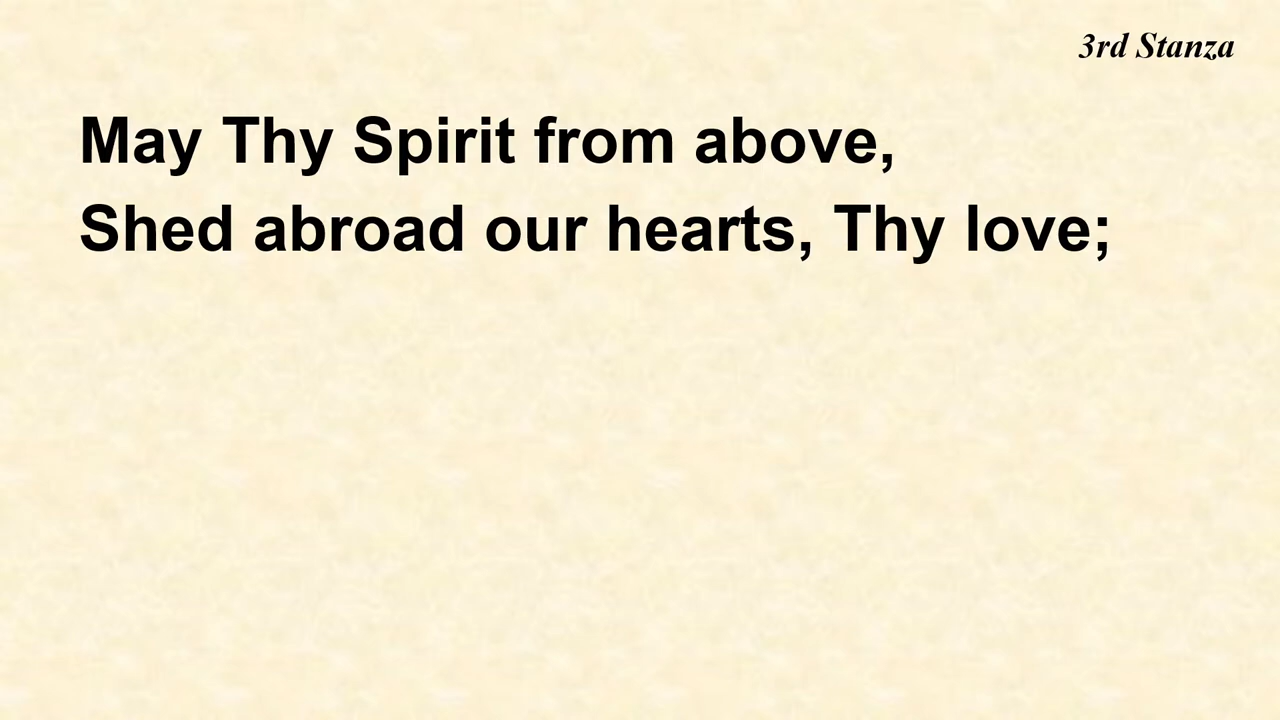 3rd Stanza
May Thy Spirit from above,
Shed abroad our hearts, Thy love;